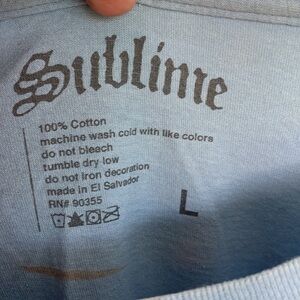 Sublime
100% Cotton
machine wash cold with like colors
do not bleach
tumble dry low
do not iron decoration
made in El Salvador
RN# 90355
L